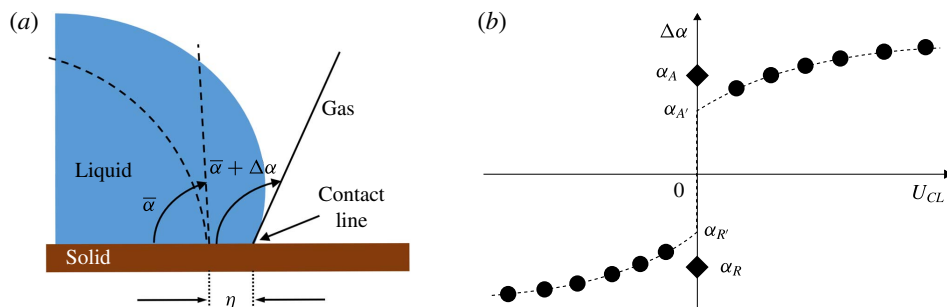 (a)
Gas
Liquid
α̅
α̅ + Δα
Contact
line
Solid
η
(b)
Δα
α_A
α_A′
0
U_CL
α_R′
α_R